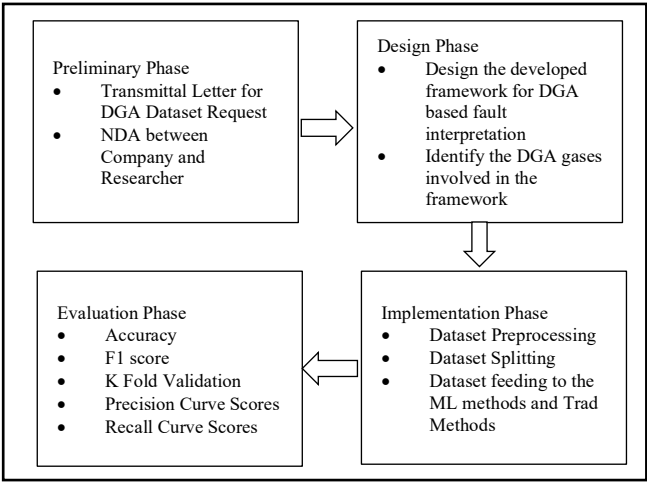 Preliminary Phase
• Transmittal Letter for
DGA Dataset Request
• NDA between
Company and
Researcher
Design Phase
• Design the developed
framework for DGA
based fault
interpretation
• Identify the DGA gases
involved in the
framework
Implementation Phase
• Dataset Preprocessing
• Dataset Splitting
• Dataset feeding to the
ML methods and Trad
Methods
Evaluation Phase
• Accuracy
• F1 score
• K Fold Validation
• Precision Curve Scores
• Recall Curve Scores